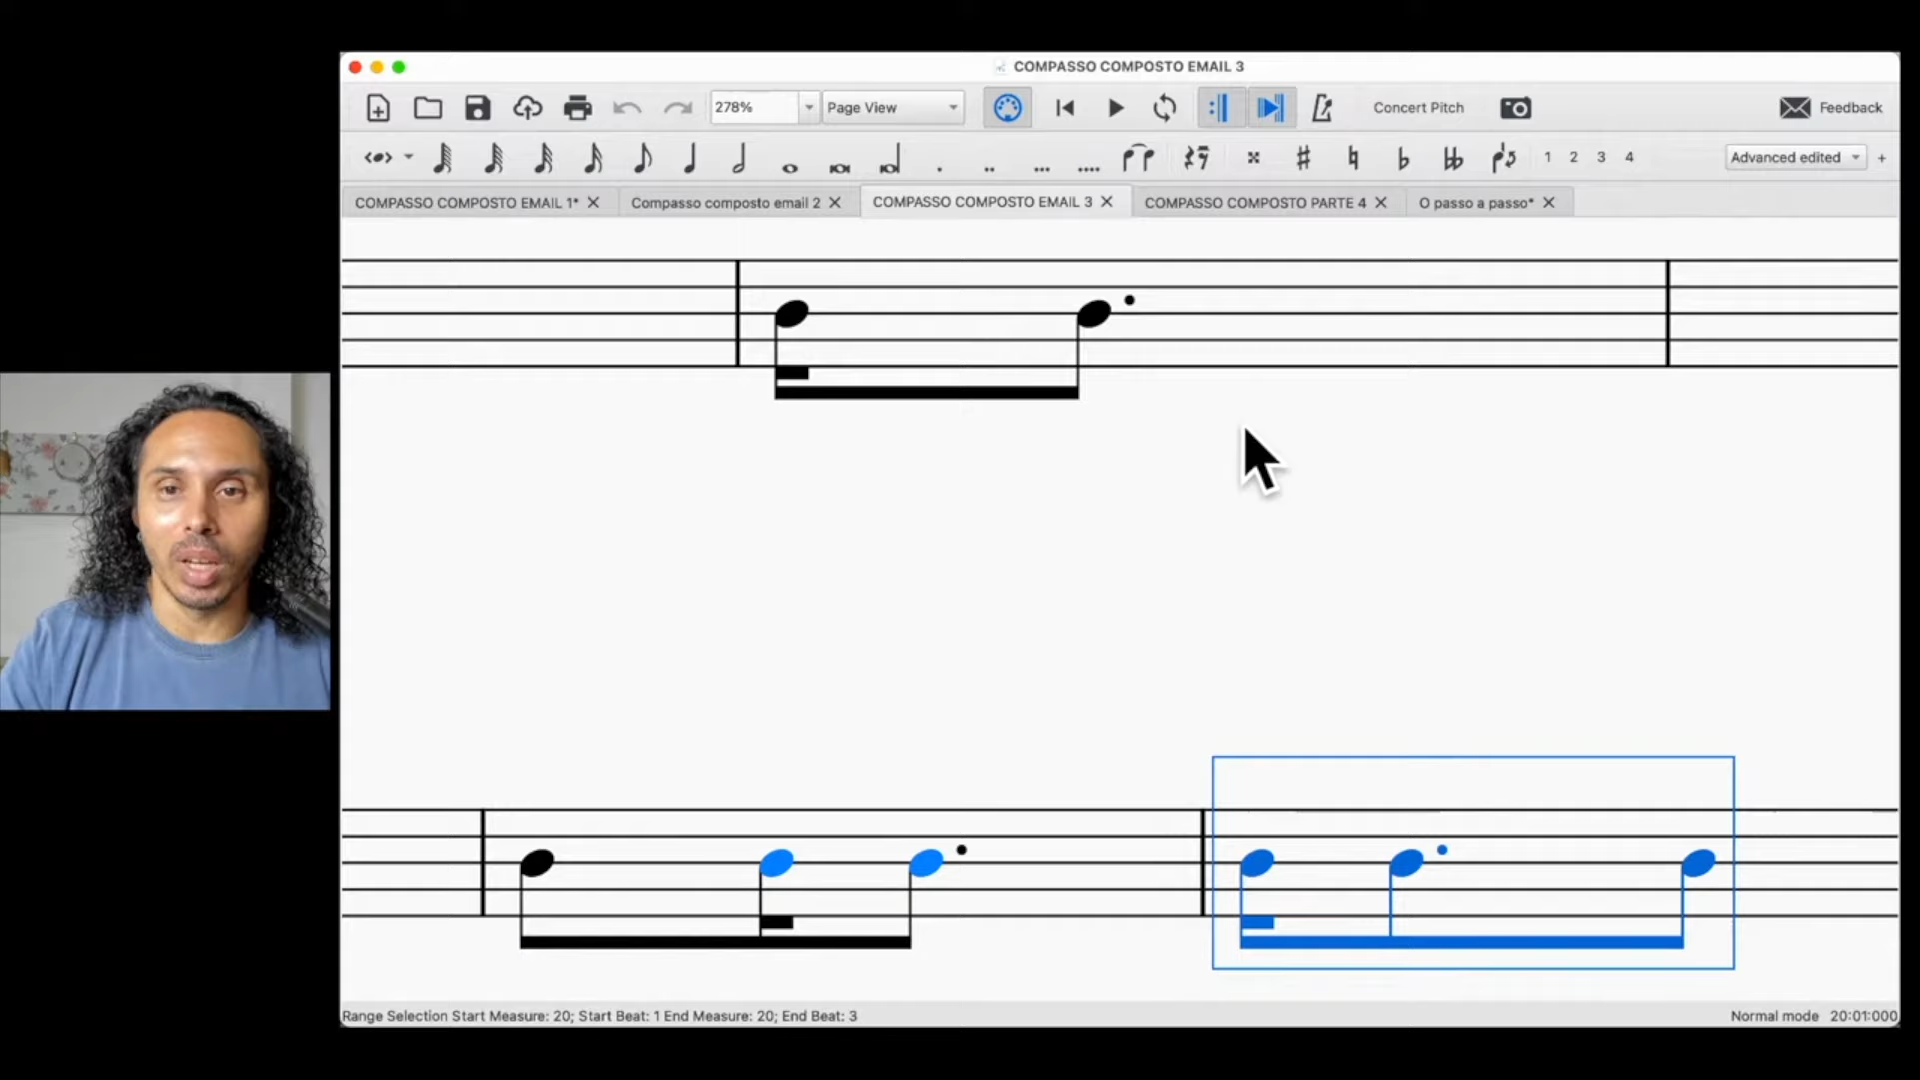 COMPASSO COMPOSTO EMAIL 3
278% Page View Concert Pitch Feedback
1 2 3 4 Advanced edited +
COMPASSO COMPOSTO EMAIL 1* Compasso composto email 2 COMPASSO COMPOSTO EMAIL 3 COMPASSO COMPOSTO PARTE 4 O passo a passo*
Range Selection Start Measure: 20; Start Beat: 1 End Measure: 20; End Beat: 3 Normal mode 20:01:000